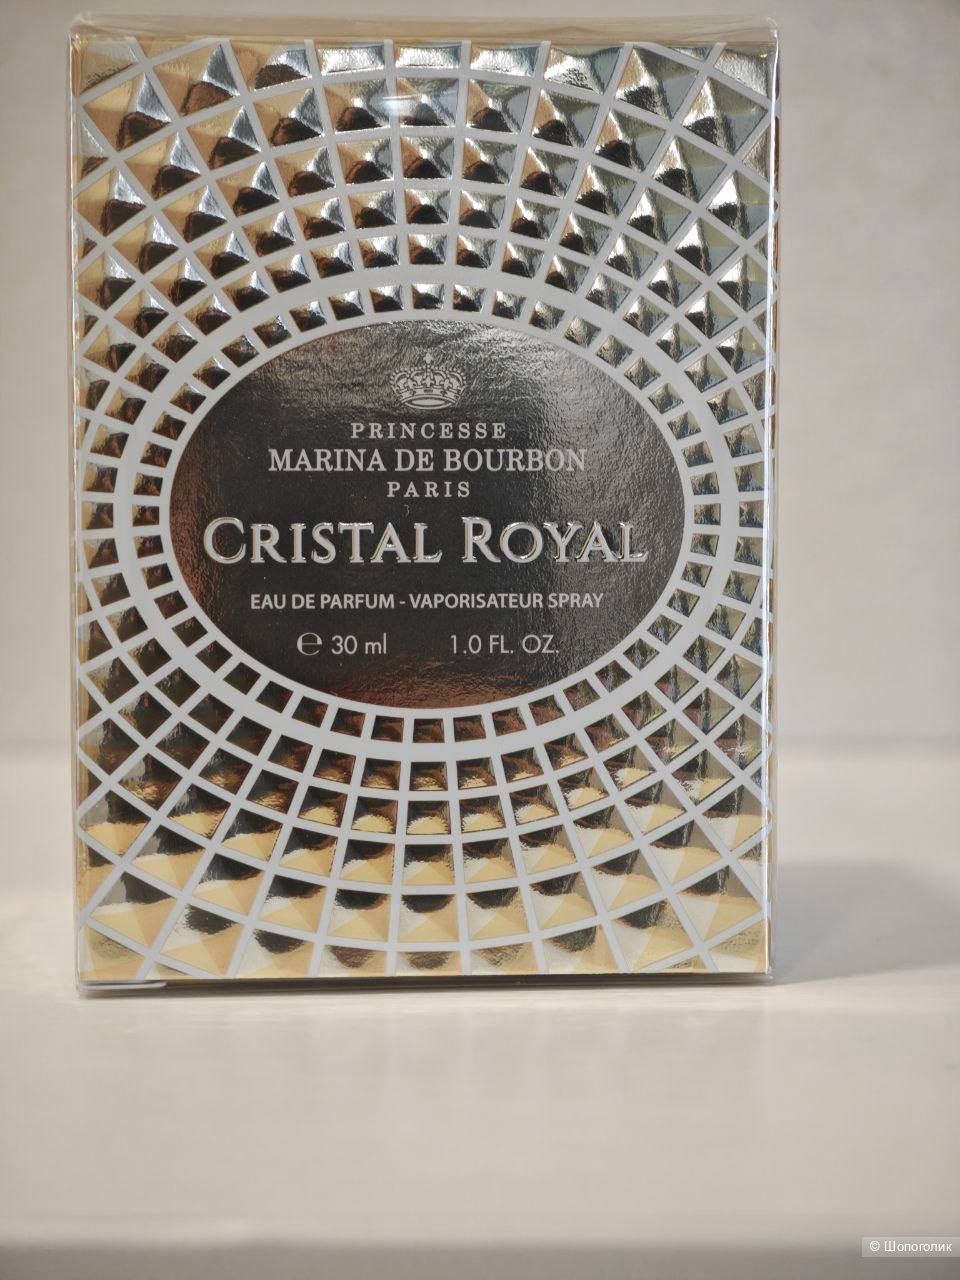 PRINCESSE
MARINA DE BOURBON
PARIS
CRISTAL ROYAL
EAU DE PARFUM - VAPORISATEUR SPRAY
℮ 30 ml 1.0 FL. OZ.
© Шопоголик